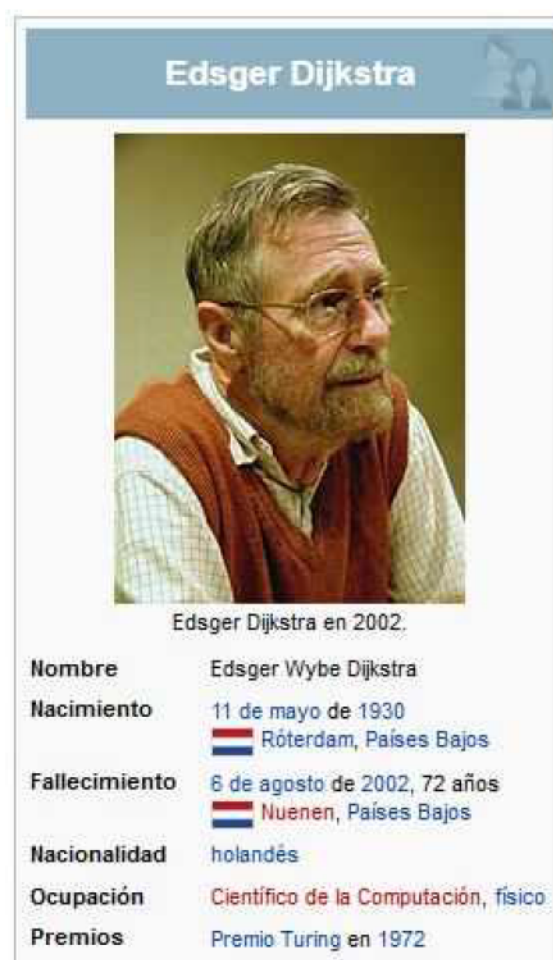 Edsger Dijkstra
Edsger Dijkstra en 2002.
Nombre Edsger Wybe Dijkstra
Nacimiento 11 de mayo de 1930
Róterdam, Países Bajos
Fallecimiento 6 de agosto de 2002, 72 años
Nuenen, Países Bajos
Nacionalidad holandés
Ocupación Científico de la Computación, físico
Premios Premio Turing en 1972